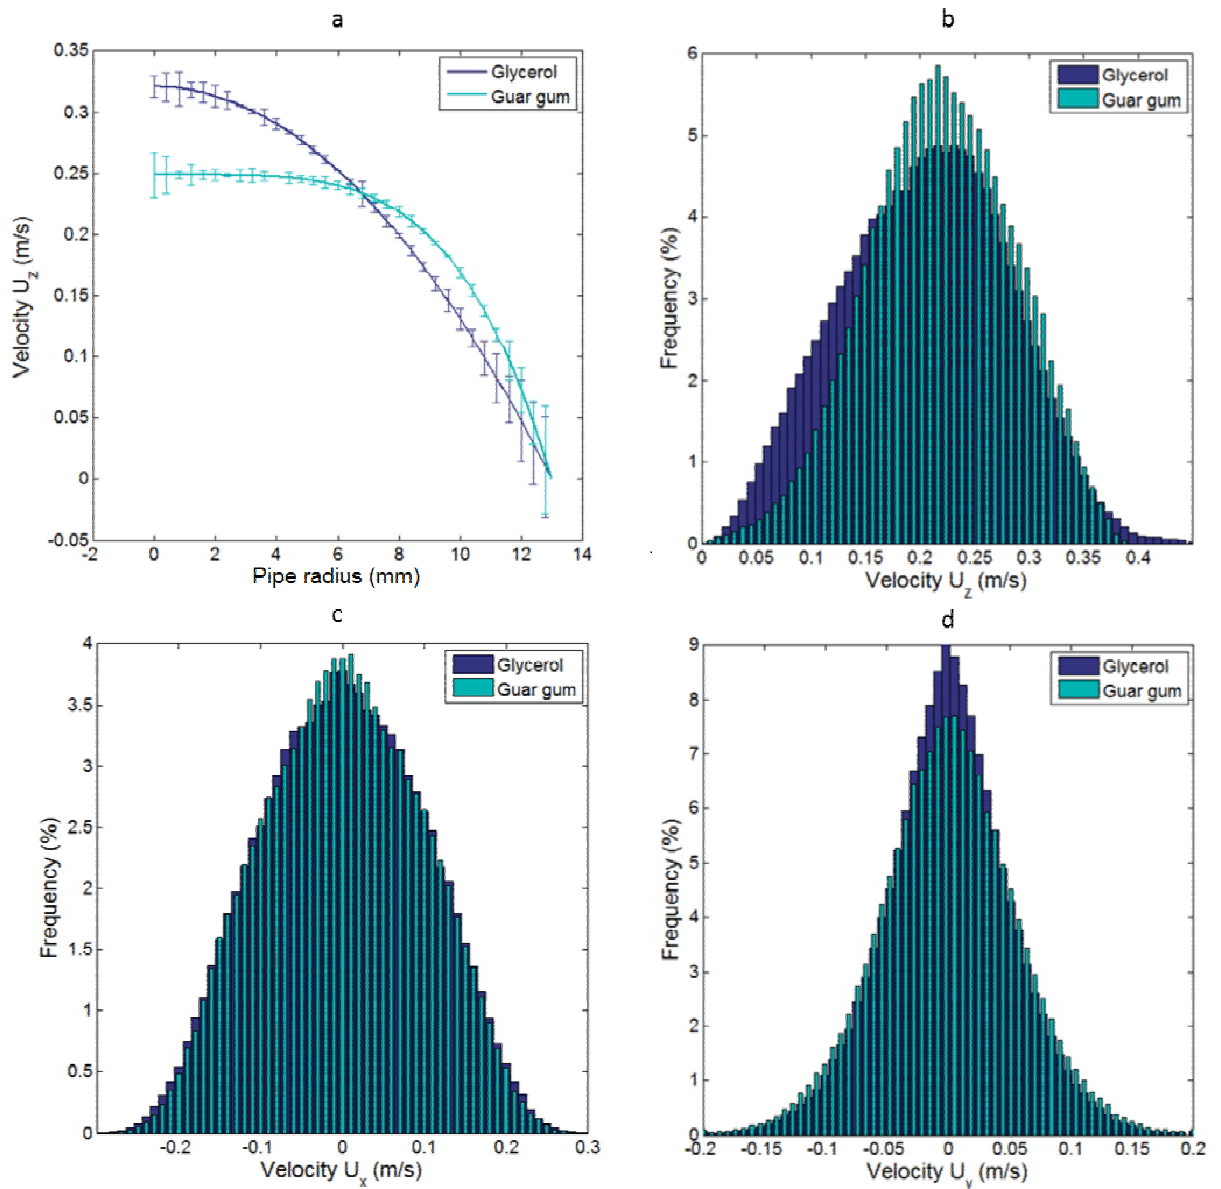 a
0.35
0.3
0.25
0.2
0.15
0.1
0.05
0
-0.05
Velocity U_z (m/s)
Glycerol
Guar gum
-2 0 2 4 6 8 10 12 14
Pipe radius (mm)
b
6
5
4
3
2
1
0
Frequency (%)
Glycerol
Guar gum
0 0.05 0.1 0.15 0.2 0.25 0.3 0.35 0.4
Velocity U_z (m/s)
c
4
3.5
3
2.5
2
1.5
1
0.5
0
Frequency (%)
Glycerol
Guar gum
-0.2 -0.1 0 0.1 0.2 0.3
Velocity U_x (m/s)
d
9
8
7
6
5
4
3
2
1
0
Frequency (%)
Glycerol
Guar gum
-0.2 -0.15 -0.1 -0.05 0 0.05 0.1 0.15 0.2
Velocity U_y (m/s)